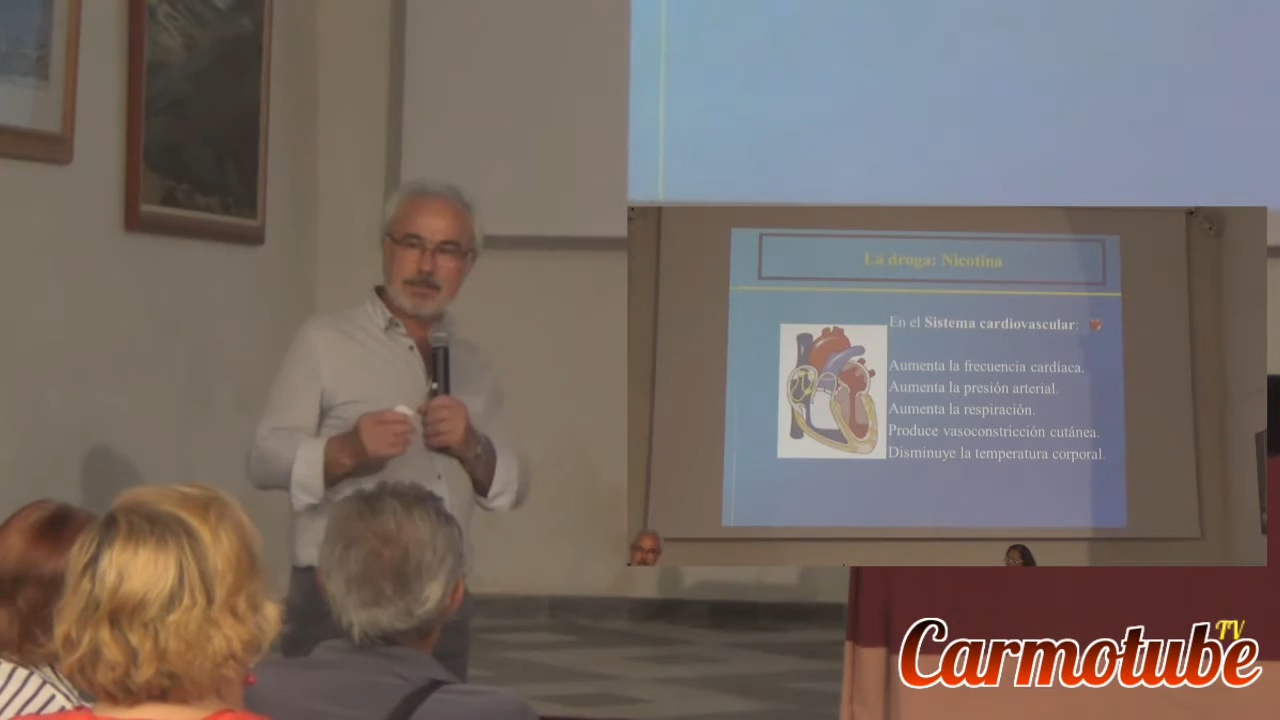 La droga: Nicotina
En el Sistema cardiovascular:
Aumenta la frecuencia cardíaca.
Aumenta la presión arterial.
Aumenta la respiración.
Produce vasoconstricción cutánea.
Disminuye la temperatura corporal.
Carmotube TV